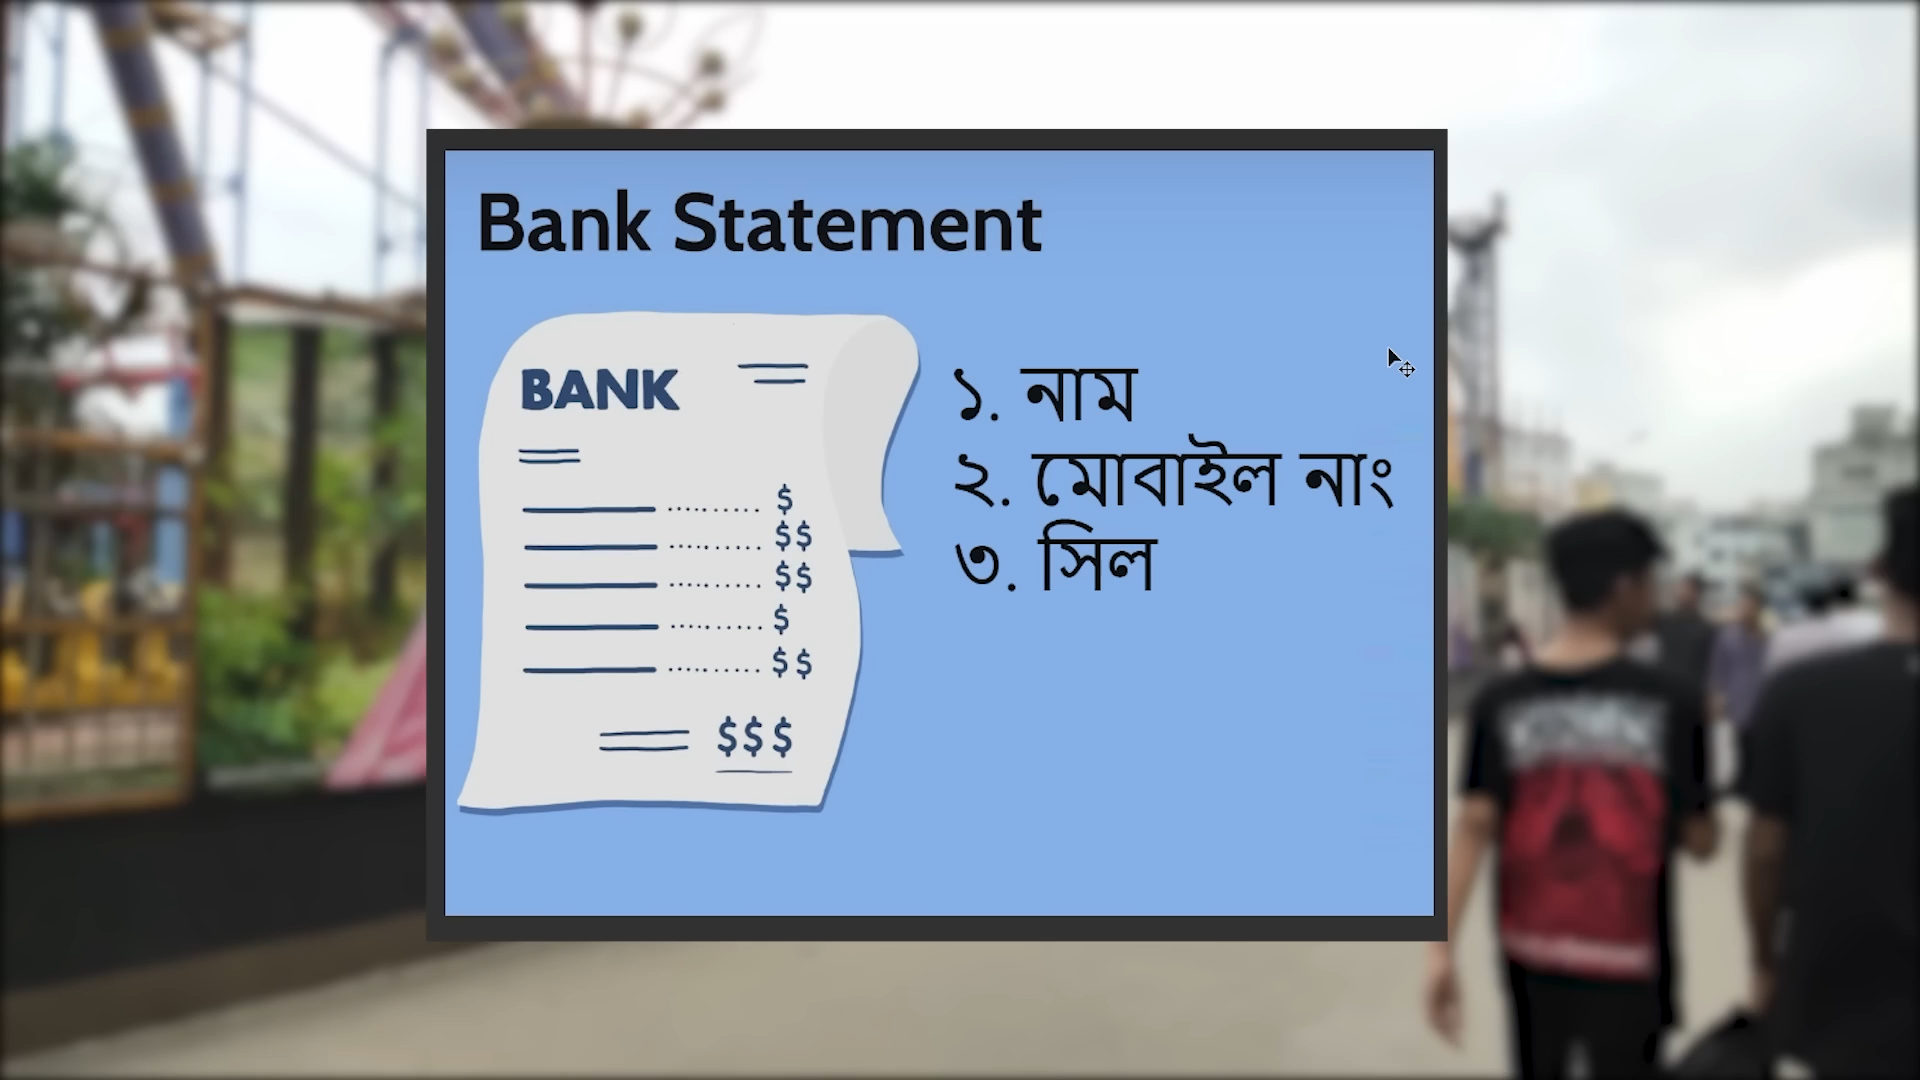 Bank Statement
BANK
$
$$
$$
$
$$
$$$
১. নাম
২. মোবাইল নাং
৩. সিল